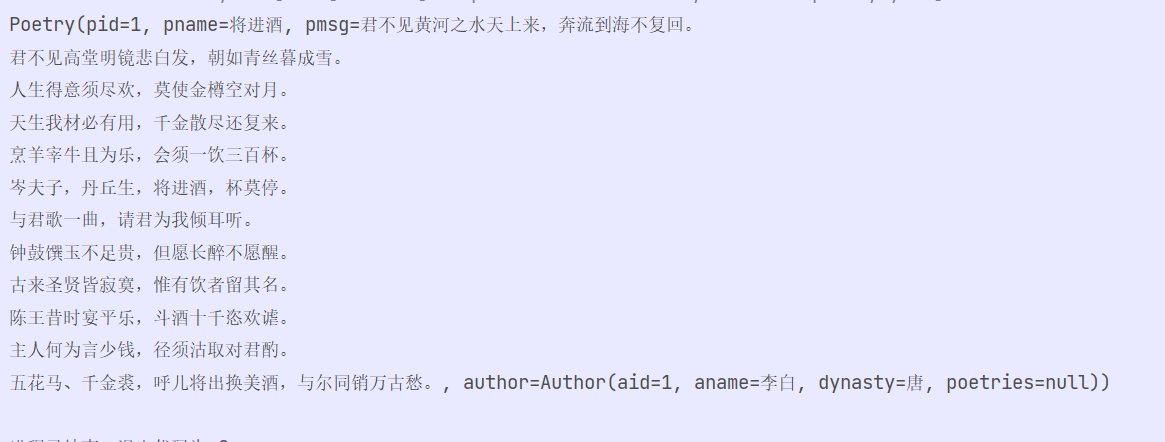 Poetry(pid=1, pname=将进酒, pmsg=君不见黄河之水天上来，奔流到海不复回。
君不见高堂明镜悲白发，朝如青丝暮成雪。
人生得意须尽欢，莫使金樽空对月。
天生我材必有用，千金散尽还复来。
烹羊宰牛且为乐，会须一饮三百杯。
岑夫子，丹丘生，将进酒，杯莫停。
与君歌一曲，请君为我倾耳听。
钟鼓馔玉不足贵，但愿长醉不愿醒。
古来圣贤皆寂寞，惟有饮者留其名。
陈王昔时宴平乐，斗酒十千恣欢谑。
主人何为言少钱，径须沽取对君酌。
五花马、千金裘，呼儿将出换美酒，与尔同销万古愁。, author=Author(aid=1, aname=李白, dynasty=唐, poetries=null))